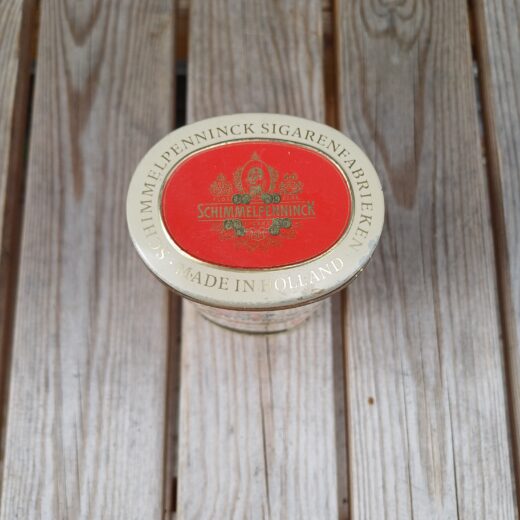 SCHIMMELPENNINCK SIGARENFABRIEKEN
SCHIMMELPENNINCK
· MADE IN HOLLAND ·